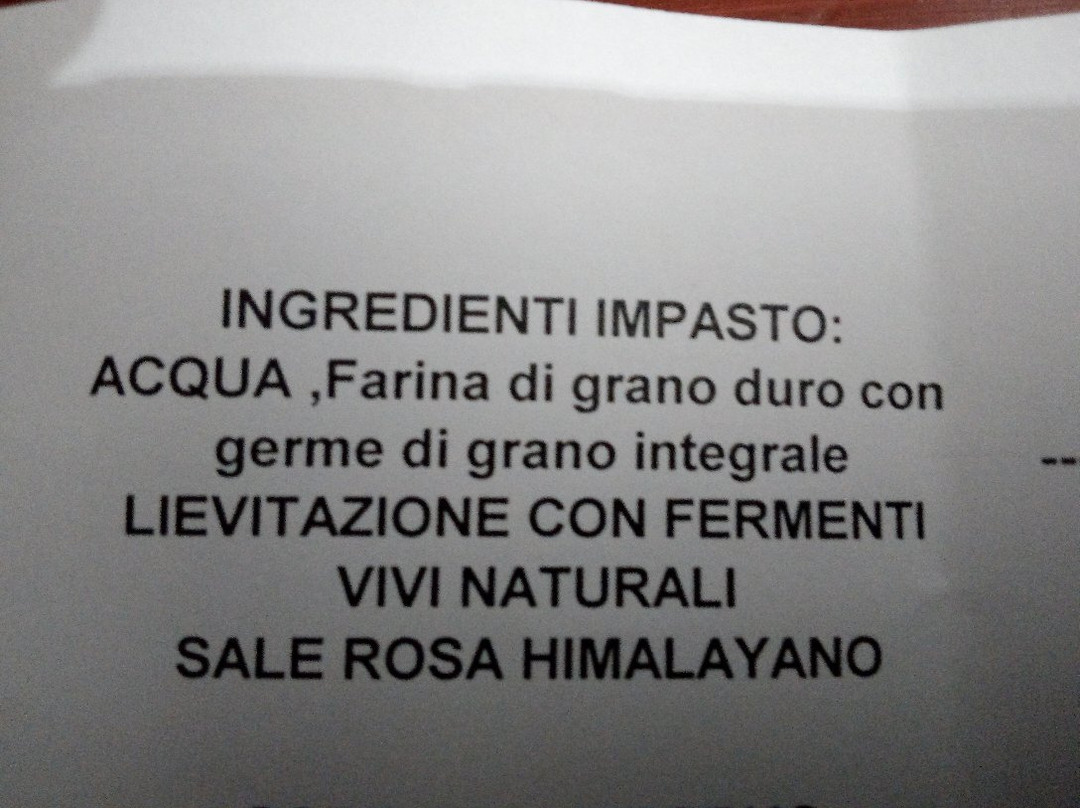 INGREDIENTI IMPASTO:
ACQUA ,Farina di grano duro con
germe di grano integrale
--
LIEVITAZIONE CON FERMENTI
VIVI NATURALI
SALE ROSA HIMALAYANO